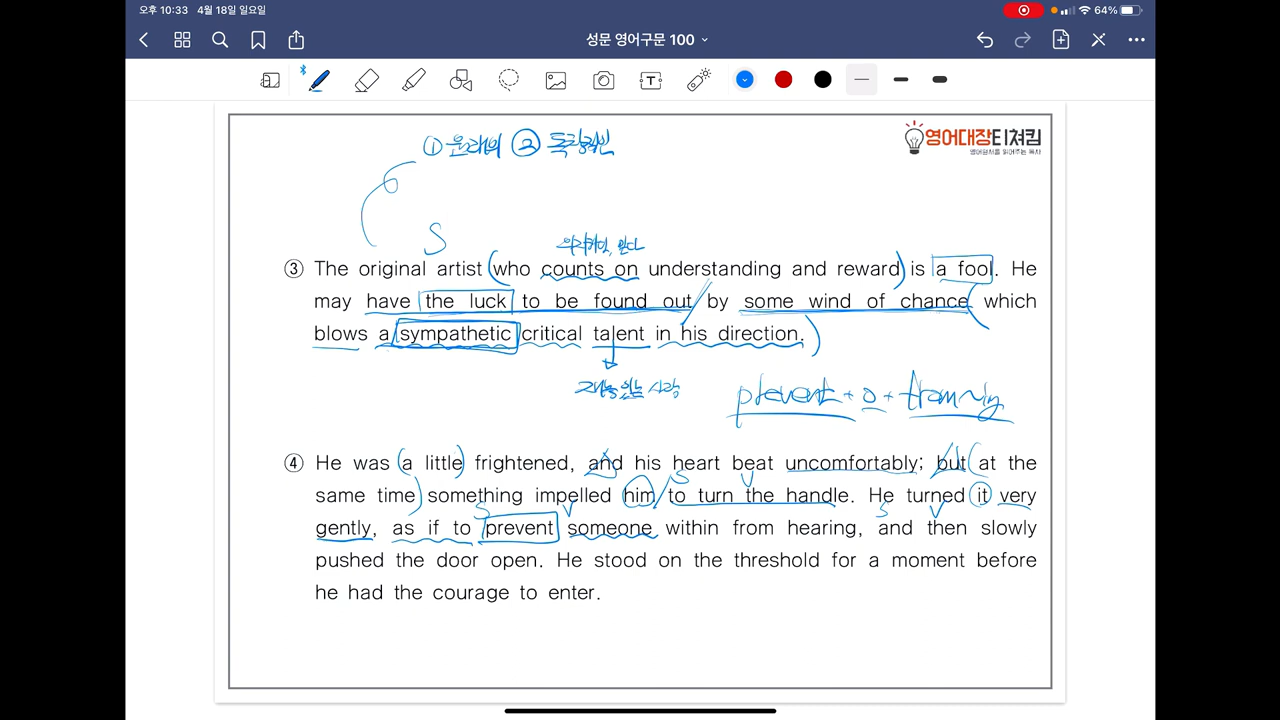 오후 10:33 4월 18일 일요일
64%
성문 영어구문 100
T
① 원래의 ② 독창적인
영어대장티쳐킴
S
의지하다, 믿다
③ The original artist (who counts on understanding and reward) is a fool. He
may have the luck to be found out / by some wind of chance (which
blows a sympathetic critical talent in his direction.)
재능있는 사람
prevent + O + from ~ing
④ He was (a little) frightened, and his heart beat uncomfortably; but (at the
S V
same time) something impelled him / to turn the handle. He turned it very
S V S V
gently, as if to prevent someone within from hearing, and then slowly
pushed the door open. He stood on the threshold for a moment before
he had the courage to enter.